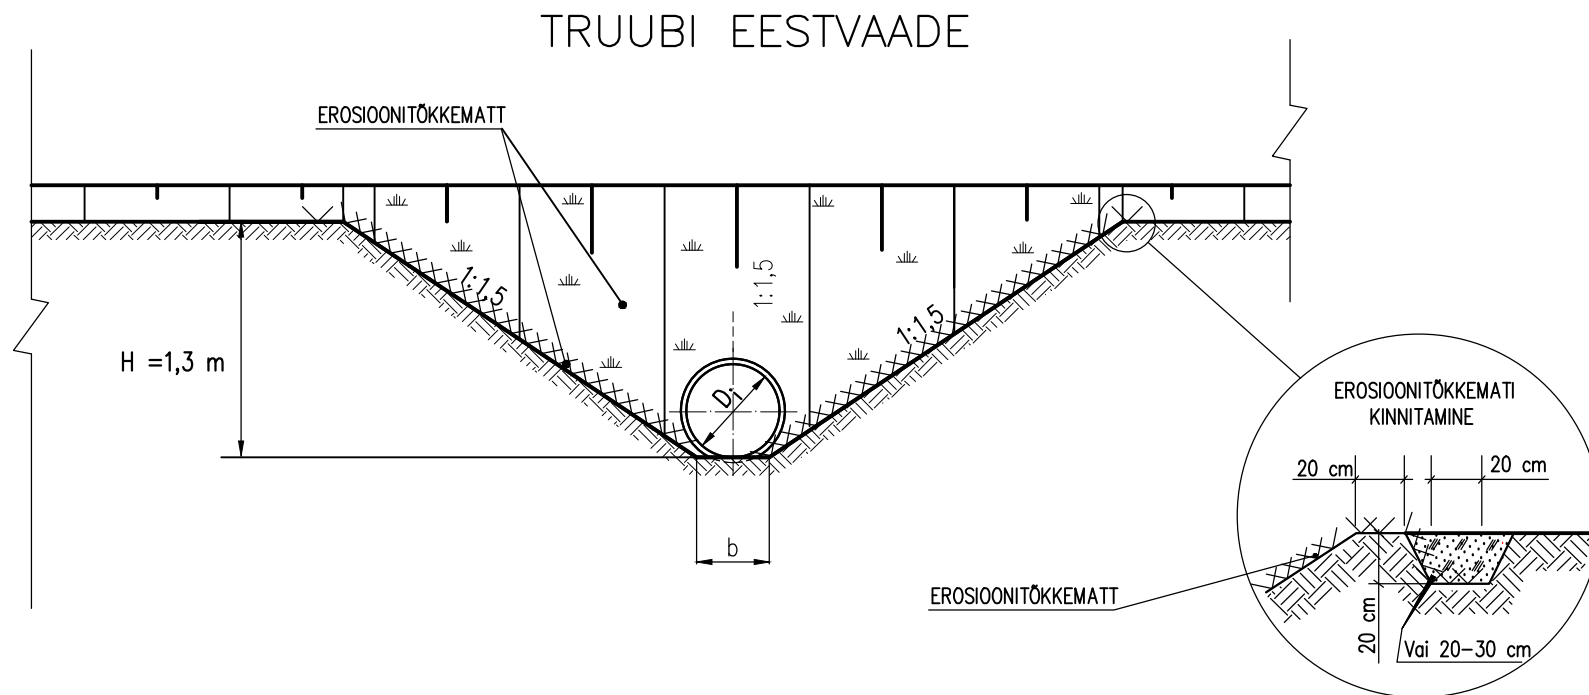 TRUUBI EESTVAADE
EROSIOONITÕKKEMATT
1:1,5
1:1,5
1:1,5
H =1,3 m
Di
b
EROSIOONITÕKKEMATI
KINNITAMINE
20 cm
20 cm
EROSIOONITÕKKEMATT
20 cm
Vai 20-30 cm